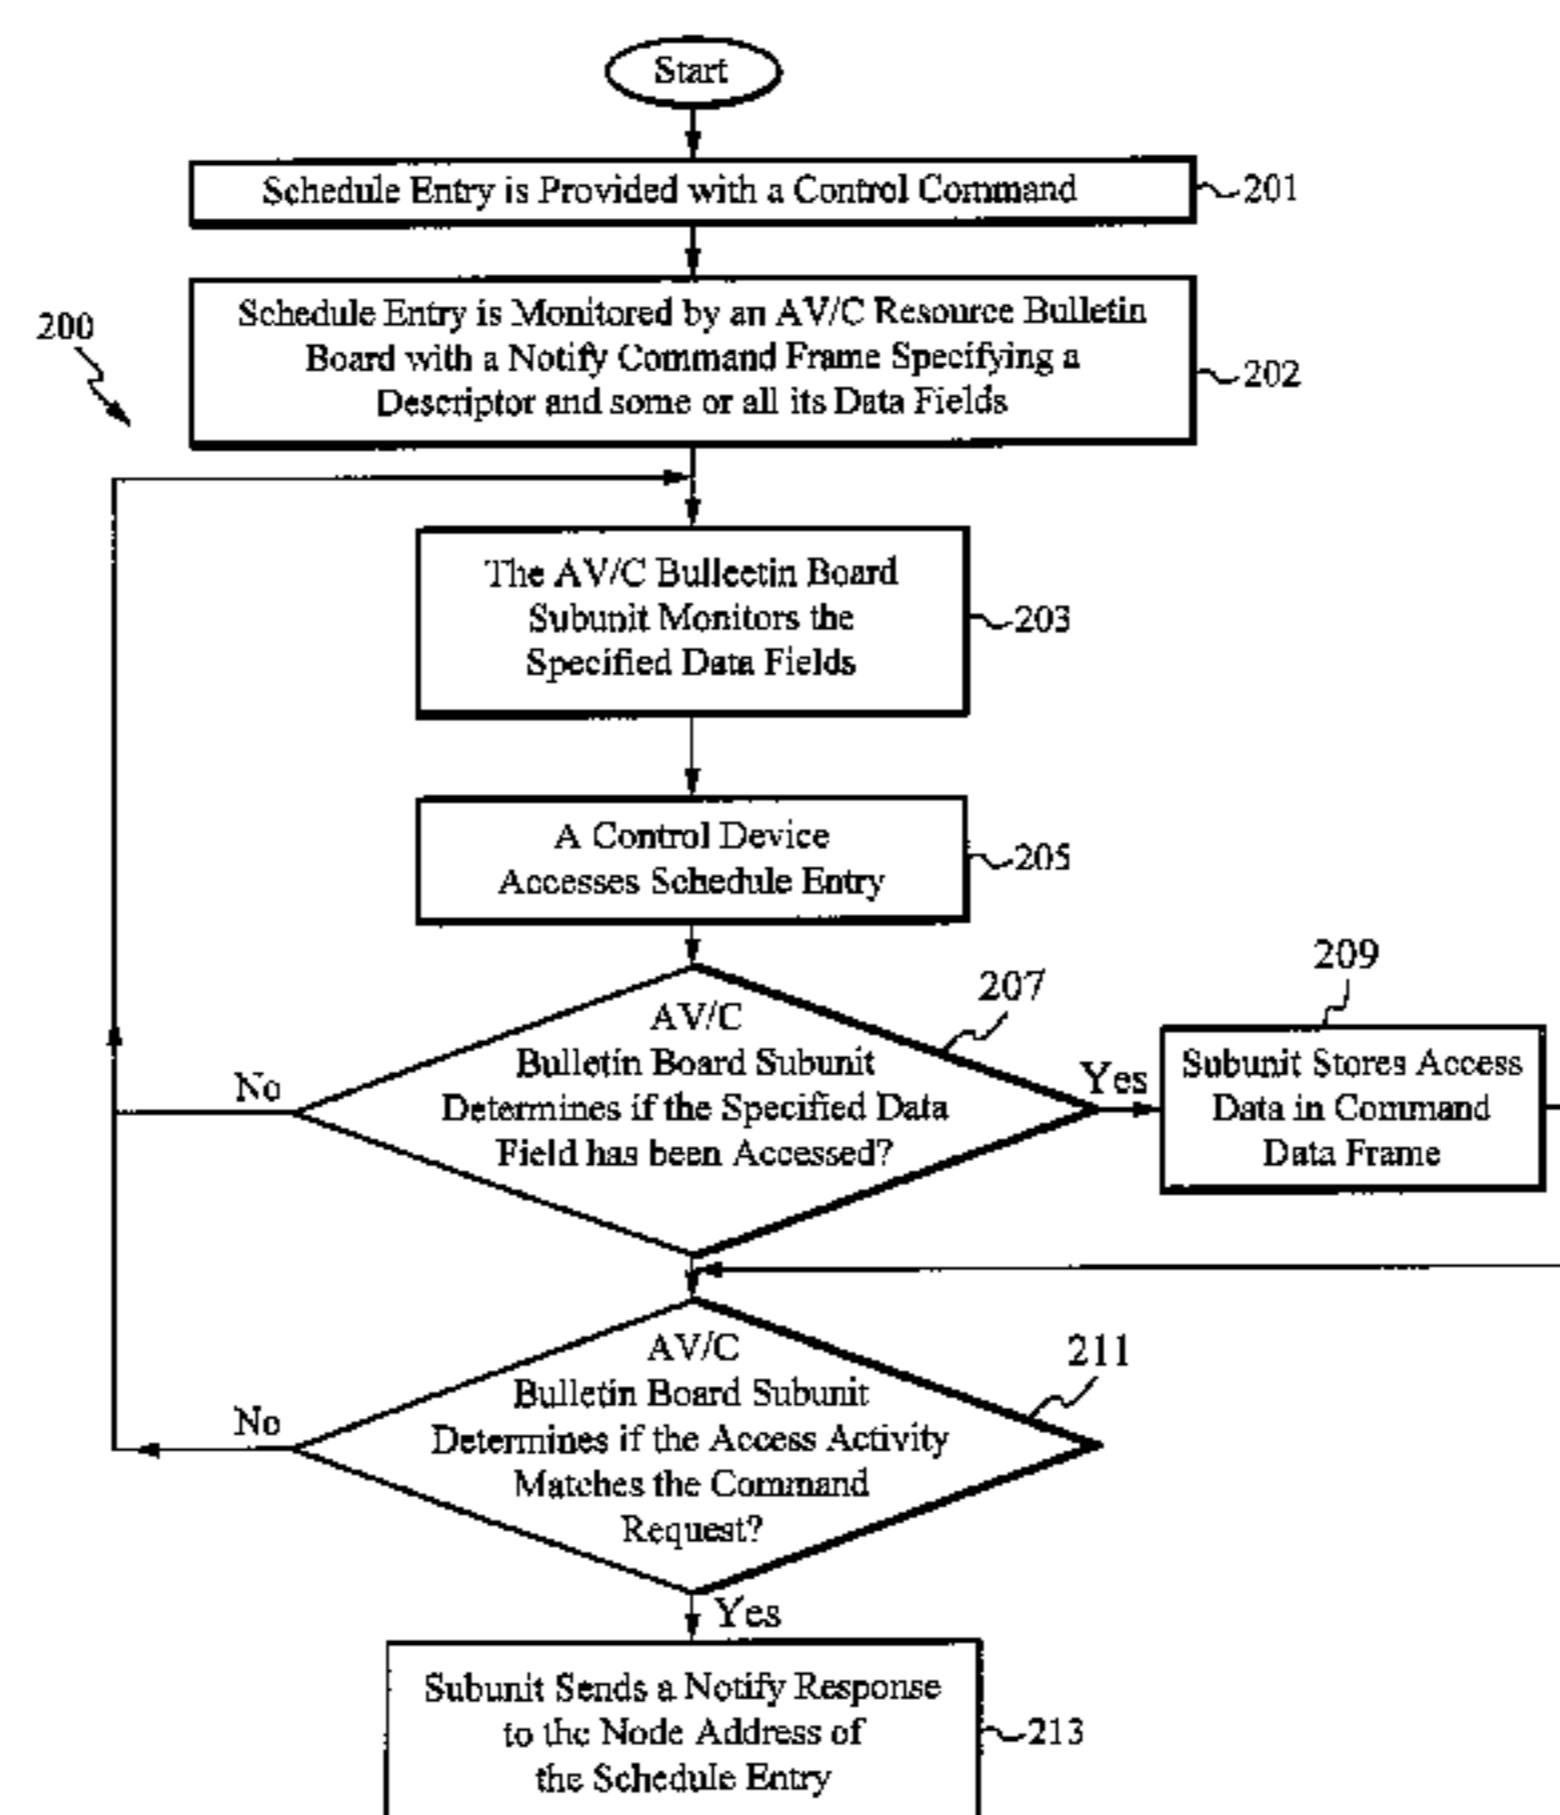 Start
Schedule Entry is Provided with a Control Command
201
200
Schedule Entry is Monitored by an AV/C Resource Bulletin
Board with a Notify Command Frame Specifying a
Descriptor and some or all its Data Fields
202
The AV/C Bulleetin Board
Subunit Monitors the
Specified Data Fields
203
A Control Device
Accesses Schedule Entry
205
207
AV/C
Bulletin Board Subunit
Determines if the Specified Data
Field has been Accessed?
No
Yes
209
Subunit Stores Access
Data in Command
Data Frame
211
AV/C
Bulletin Board Subunit
Determines if the Access Activity
Matches the Command
Request?
No
Yes
Subunit Sends a Notify Response
to the Node Address of
the Schedule Entry
213